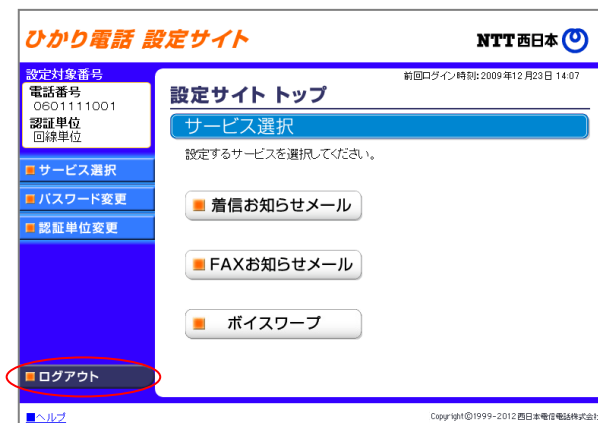 ひかり電話 設定サイト
NTT西日本
設定対象番号
電話番号
0601111001
認証単位
回線単位
前回ログイン時刻:2009年12月23日 14:07
設定サイト トップ
サービス選択
設定するサービスを選択してください。
サービス選択
パスワード変更
認証単位変更
着信お知らせメール
FAXお知らせメール
ボイスワープ
ログアウト
ヘルプ
Copyright©1999-2012 西日本電信電話株式会社